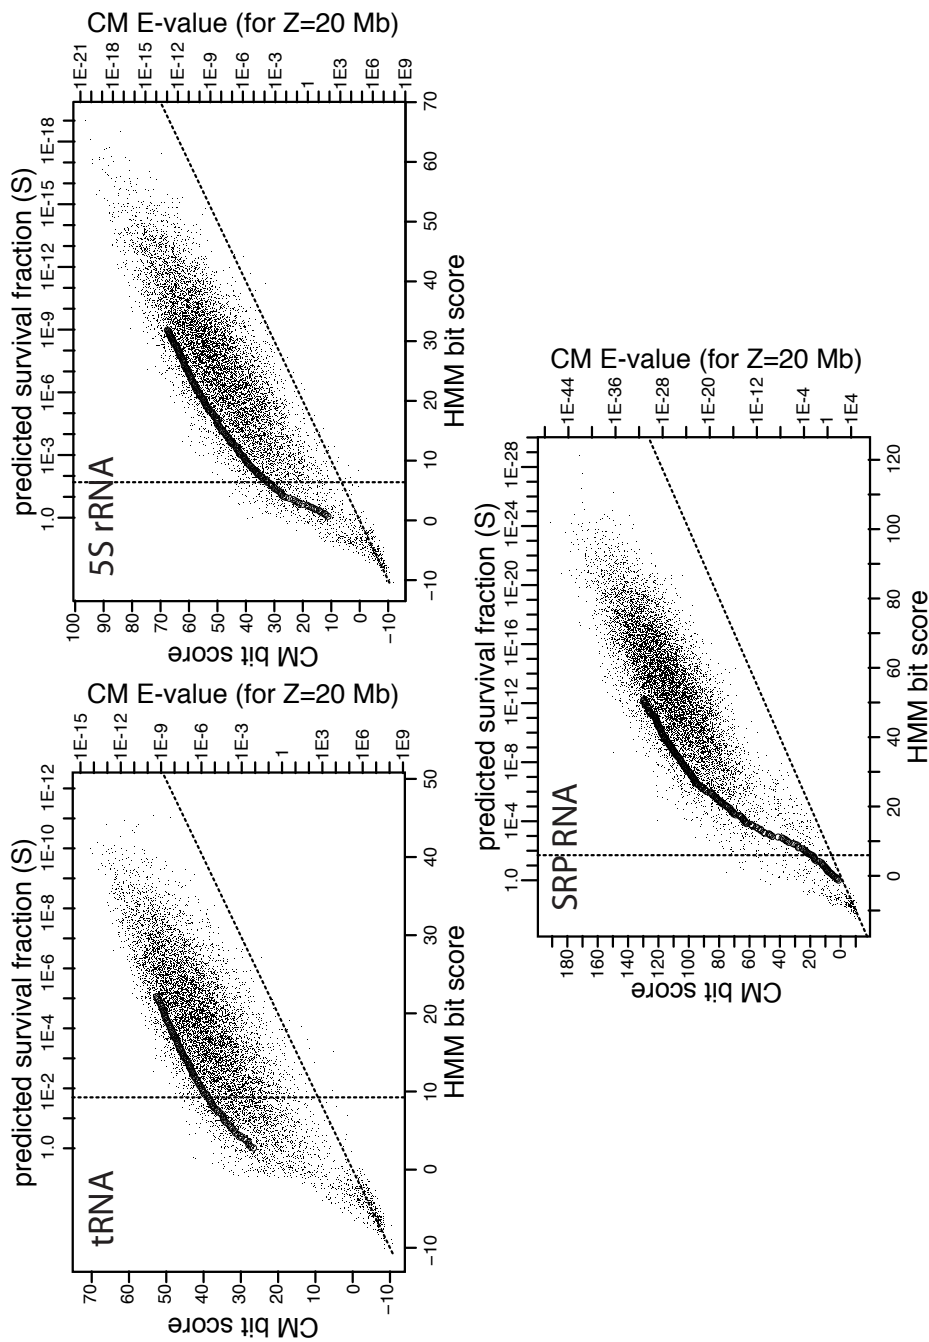 predicted survival fraction (S)
1.0 1E-2 1E-4 1E-6 1E-8 1E-10 1E-12
tRNA
CM bit score
70
60
50
40
30
20
10
0
−10
1E-15
1E-12
1E-9
1E-6
1E-3
1
1E3
1E6
1E9
CM E-value (for Z=20 Mb)
−10 0 10 20 30 40 50
HMM bit score
predicted survival fraction (S)
1.0 1E-3 1E-6 1E-9 1E-12 1E-15 1E-18
5S rRNA
CM bit score
100
90
80
70
60
50
40
30
20
10
0
−10
1E-21
1E-18
1E-15
1E-12
1E-9
1E-6
1E-3
1
1E3
1E6
1E9
CM E-value (for Z=20 Mb)
−10 0 10 20 30 40 50 60 70
HMM bit score
predicted survival fraction (S)
1.0 1E-4 1E-8 1E-12 1E-16 1E-20 1E-24 1E-28
SRP RNA
CM bit score
180
160
140
120
100
80
60
40
20
0
1E-44
1E-36
1E-28
1E-20
1E-12
1E-4
1
1E4
CM E-value (for Z=20 Mb)
0 20 40 60 80 100 120
HMM bit score